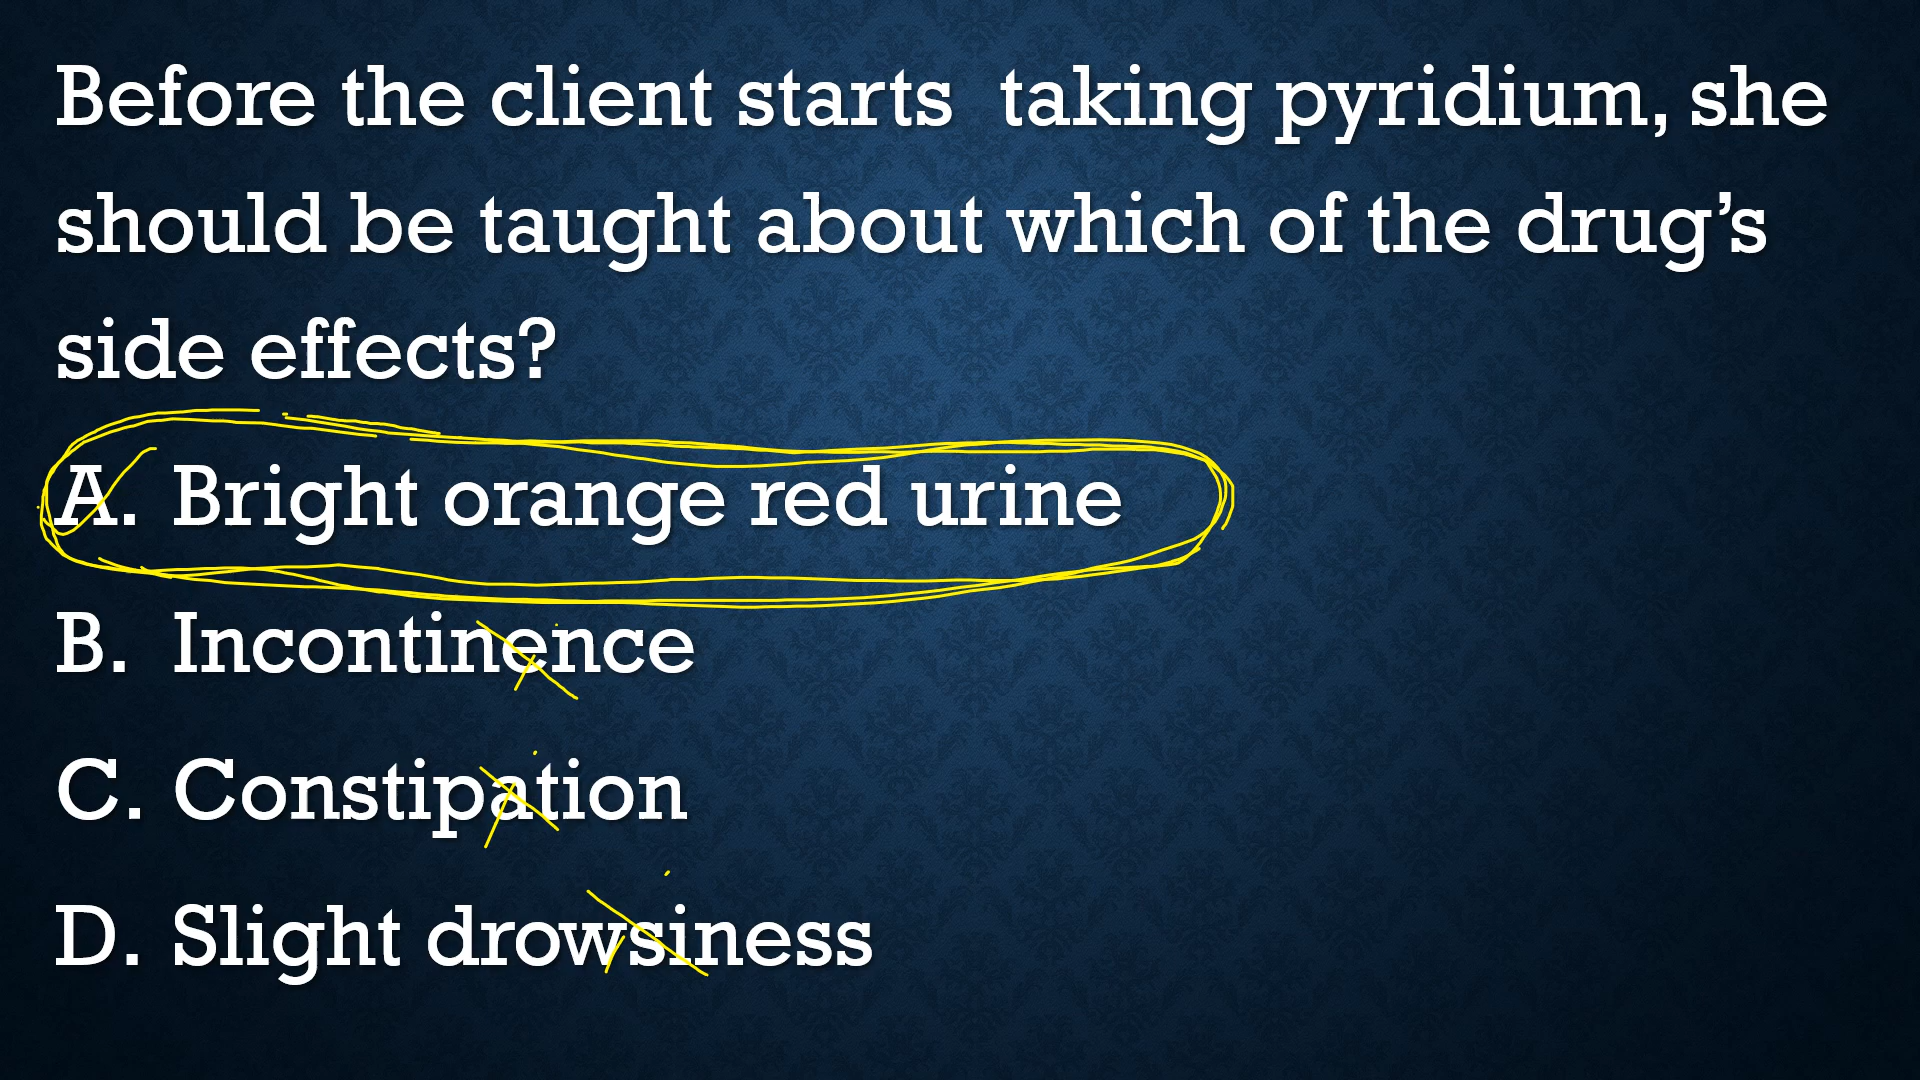 Before the client starts  taking pyridium, she
should be taught about which of the drug’s
side effects?
A. Bright orange red urine
B. Incontinence
C. Constipation
D. Slight drowsiness